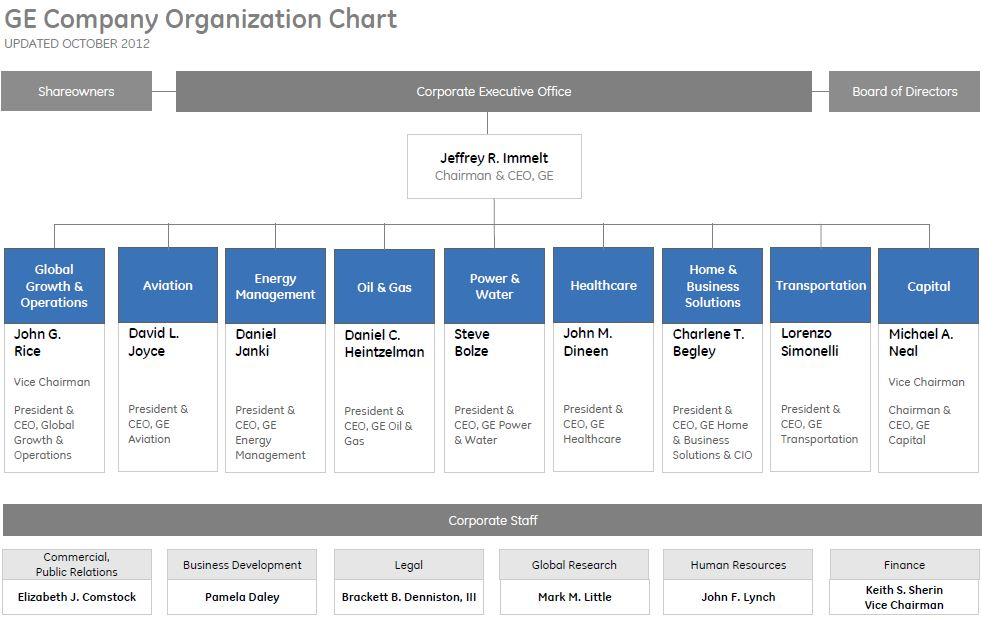 GE Company Organization Chart
UPDATED OCTOBER 2012
Shareowners
Corporate Executive Office
Board of Directors
Jeffrey R. Immelt
Chairman & CEO, GE
Global
Growth &
Operations
John G.
Rice
Vice Chairman
President &
CEO, Global
Growth &
Operations
Aviation
David L.
Joyce
President &
CEO, GE
Aviation
Energy
Management
Daniel
Janki
President &
CEO, GE
Energy
Management
Oil & Gas
Daniel C.
Heintzelman
President &
CEO, GE Oil &
Gas
Power &
Water
Steve
Bolze
President &
CEO, GE Power
& Water
Healthcare
John M.
Dineen
President &
CEO, GE
Healthcare
Home &
Business
Solutions
Charlene T.
Begley
President &
CEO, GE Home
& Business
Solutions & CIO
Transportation
Lorenzo
Simonelli
President &
CEO, GE
Transportation
Capital
Michael A.
Neal
Vice Chairman
Chairman &
CEO, GE
Capital
Corporate Staff
Commercial,
Public Relations
Elizabeth J. Comstock
Business Development
Pamela Daley
Legal
Brackett B. Denniston, III
Global Research
Mark M. Little
Human Resources
John F. Lynch
Finance
Keith S. Sherin
Vice Chairman